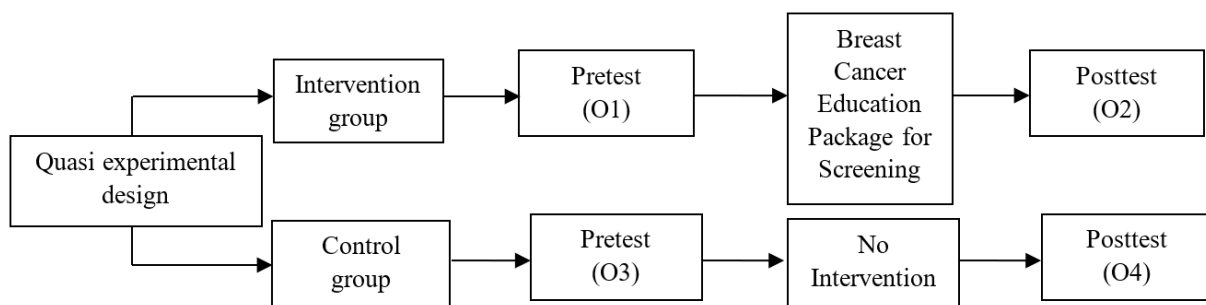 Quasi experimental
design
Intervention
group
Pretest
(O1)
Breast
Cancer
Education
Package for
Screening
Posttest
(O2)
Control
group
Pretest
(O3)
No
Intervention
Posttest
(O4)